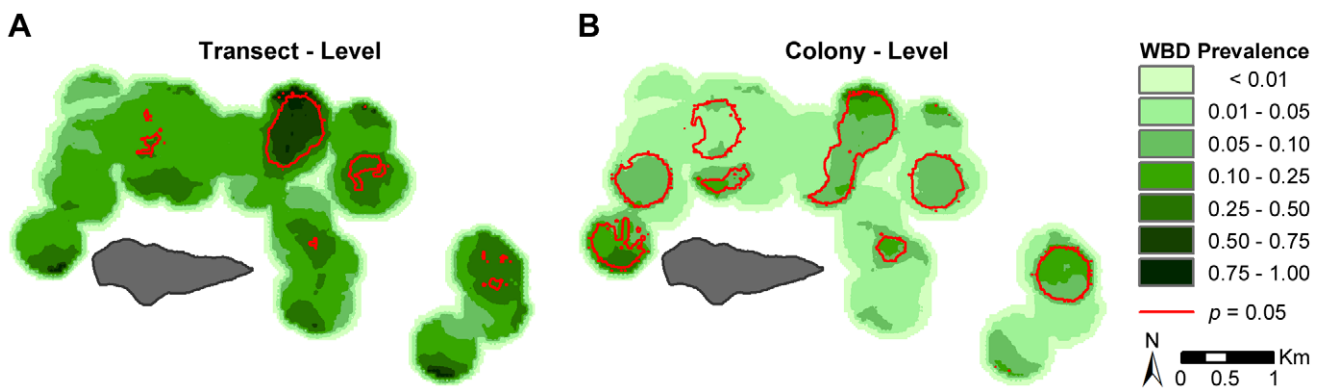 A
Transect - Level
B
Colony - Level
WBD Prevalence
< 0.01
0.01 - 0.05
0.05 - 0.10
0.10 - 0.25
0.25 - 0.50
0.50 - 0.75
0.75 - 1.00
p = 0.05
N
Km
0 0.5 1